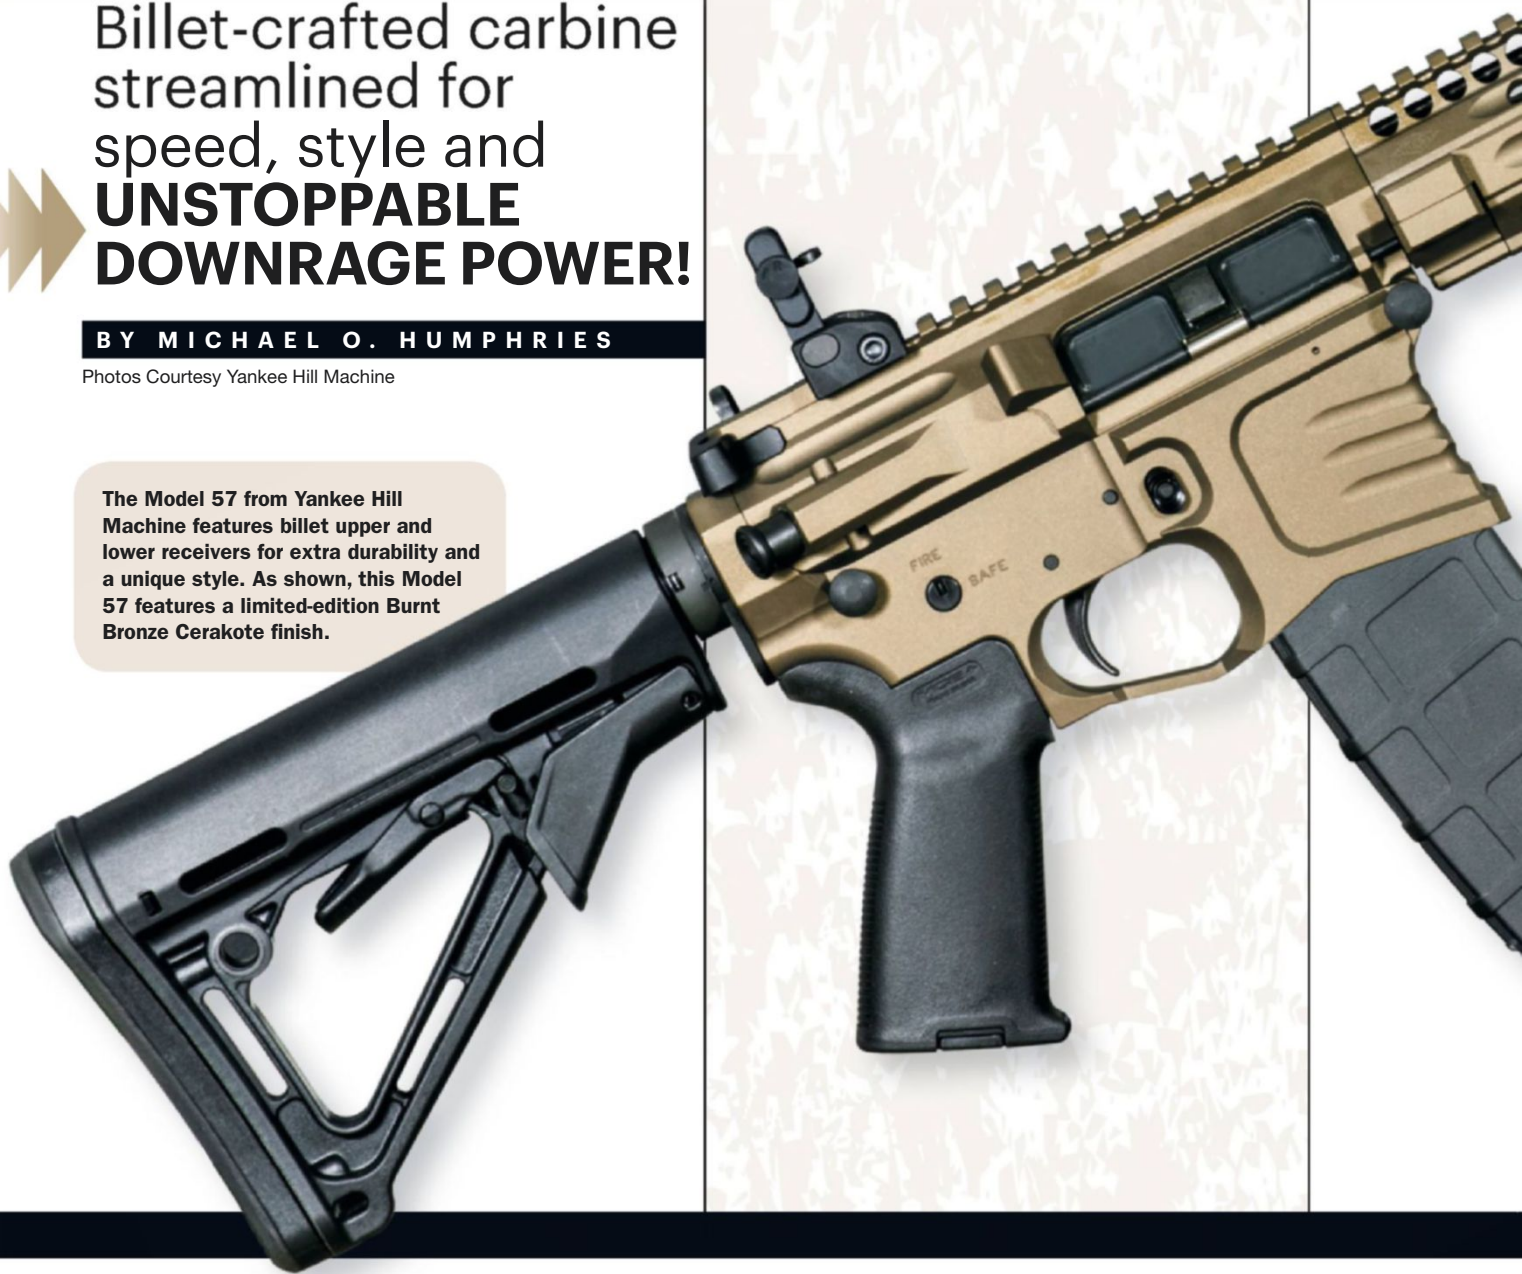 Billet-crafted carbine
streamlined for
speed, style and
UNSTOPPABLE
DOWNRAGE POWER!
BY MICHAEL O. HUMPHRIES
Photos Courtesy Yankee Hill Machine
The Model 57 from Yankee Hill
Machine features billet upper and
lower receivers for extra durability and
a unique style. As shown, this Model
57 features a limited-edition Burnt
Bronze Cerakote finish.
FIRE
SAFE